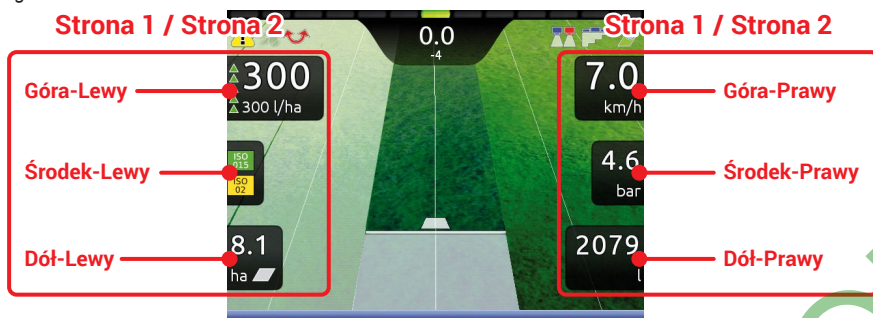 Strona 1 / Strona 2
Strona 1 / Strona 2
0.0
-4
Góra-Lewy
300
300 l/ha
7.0
km/h
Góra-Prawy
Środek-Lewy
ISO
015
ISO
02
4.6
bar
Środek-Prawy
Dół-Lewy
8.1
ha
2079
l
Dół-Prawy